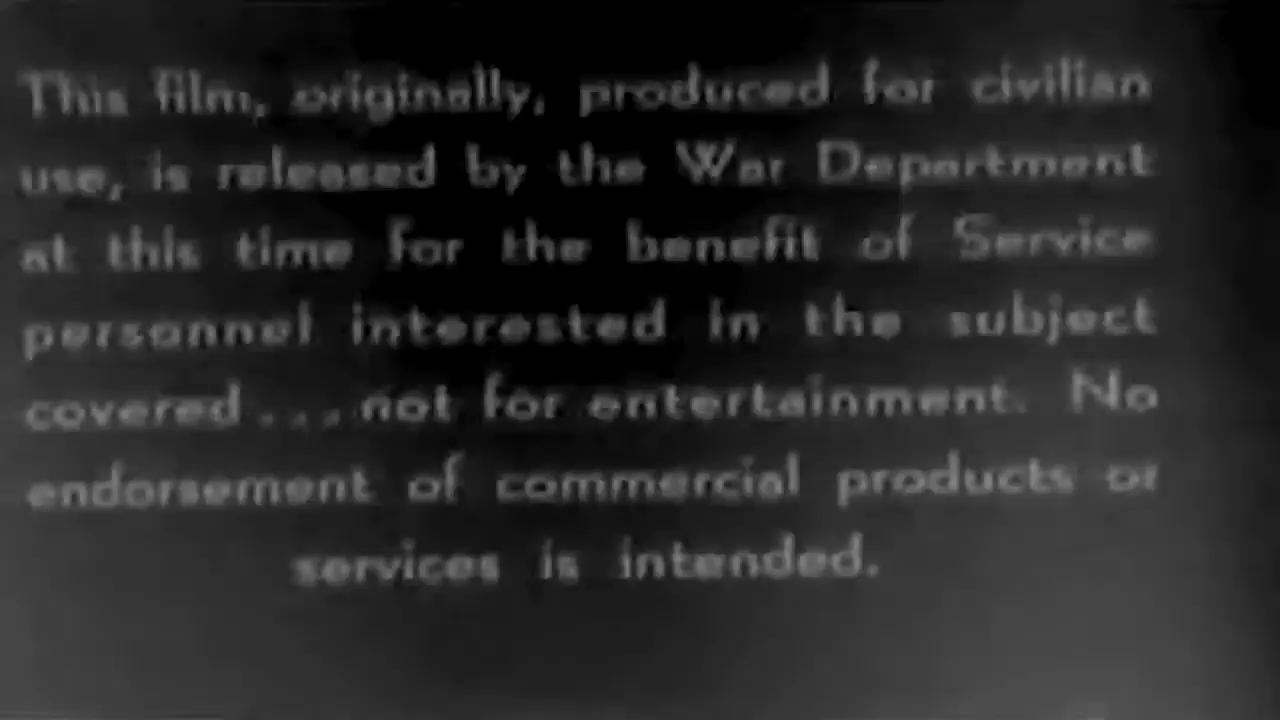 This film, originally, produced for civilian
use, is released by the War Department
at this time for the benefit of Service
personnel interested in the subject
covered...not for entertainment. No
endorsement of commercial products or
services is intended.